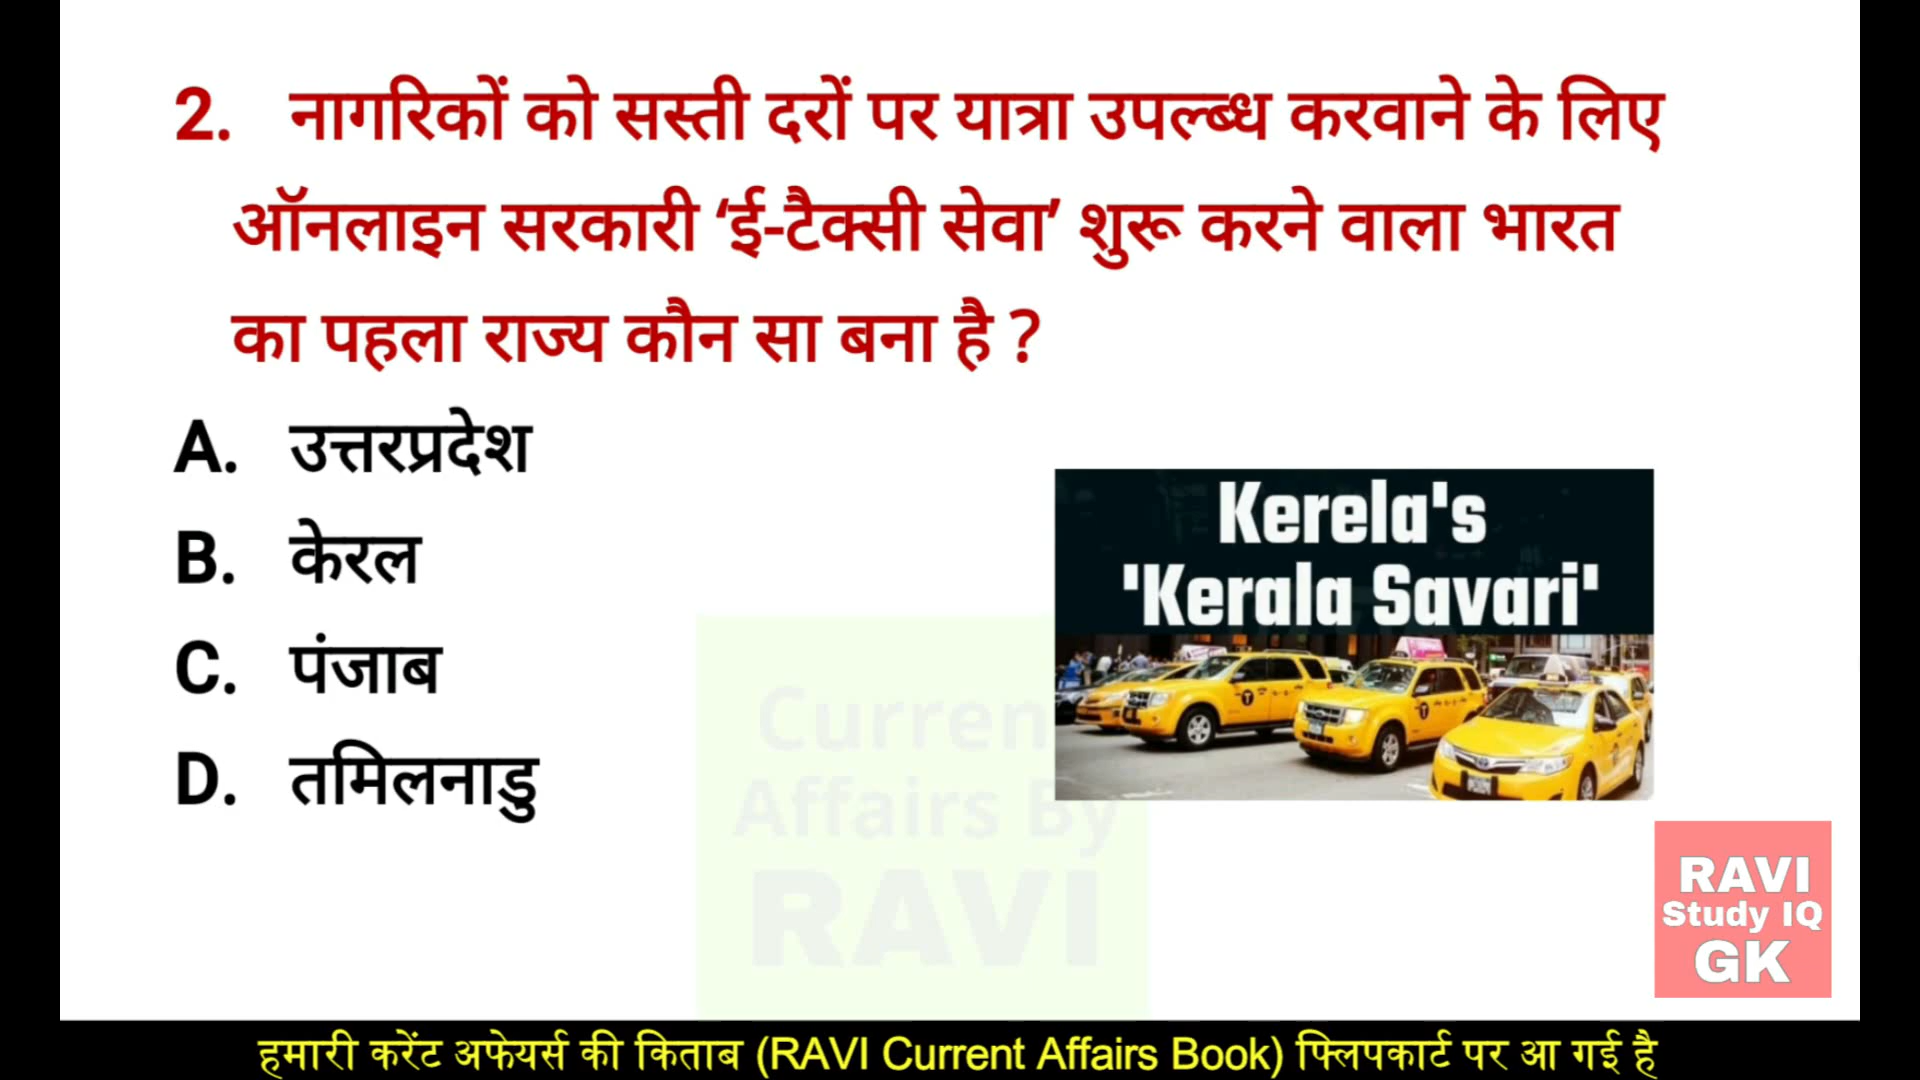 2. नागरिकों को सस्ती दरों पर यात्रा उपल्ब्ध करवाने के लिए
ऑनलाइन सरकारी ‘ई-टैक्सी सेवा’ शुरू करने वाला भारत
का पहला राज्य कौन सा बना है ?
A. उत्तरप्रदेश
B. केरल
C. पंजाब
D. तमिलनाडु
Kerela's
'Kerala Savari'
Curren
Affairs By
RAVI
RAVI
Study IQ
GK
हमारी करेंट अफेयर्स की किताब (RAVI Current Affairs Book) फ्लिपकार्ट पर आ गई है